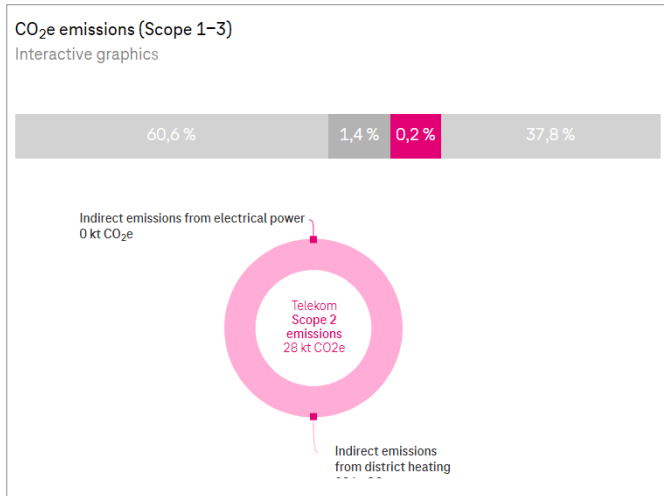 CO₂e emissions (Scope 1–3)
Interactive graphics
60,6 % 1,4 % 0,2 % 37,8 %
Indirect emissions from electrical power
0 kt CO₂e
Telekom
Scope 2
emissions
28 kt CO2e
Indirect emissions
from district heating